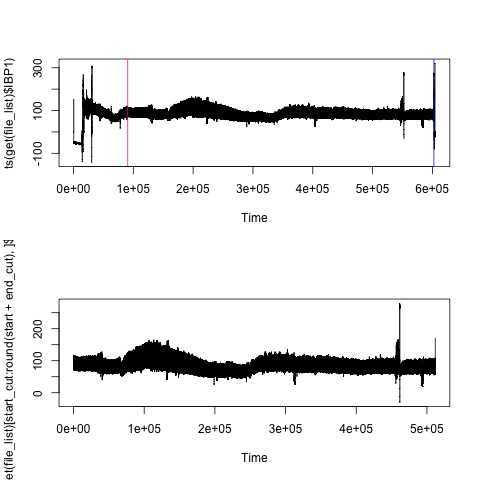 ts(get(file_list)$IBP1)
300
100
-100
0e+00 1e+05 2e+05 3e+05 4e+05 5e+05 6e+05
Time
et(file_list)[start_cut:round(start + end_cut), ]$
200
100
0
0e+00 1e+05 2e+05 3e+05 4e+05 5e+05
Time